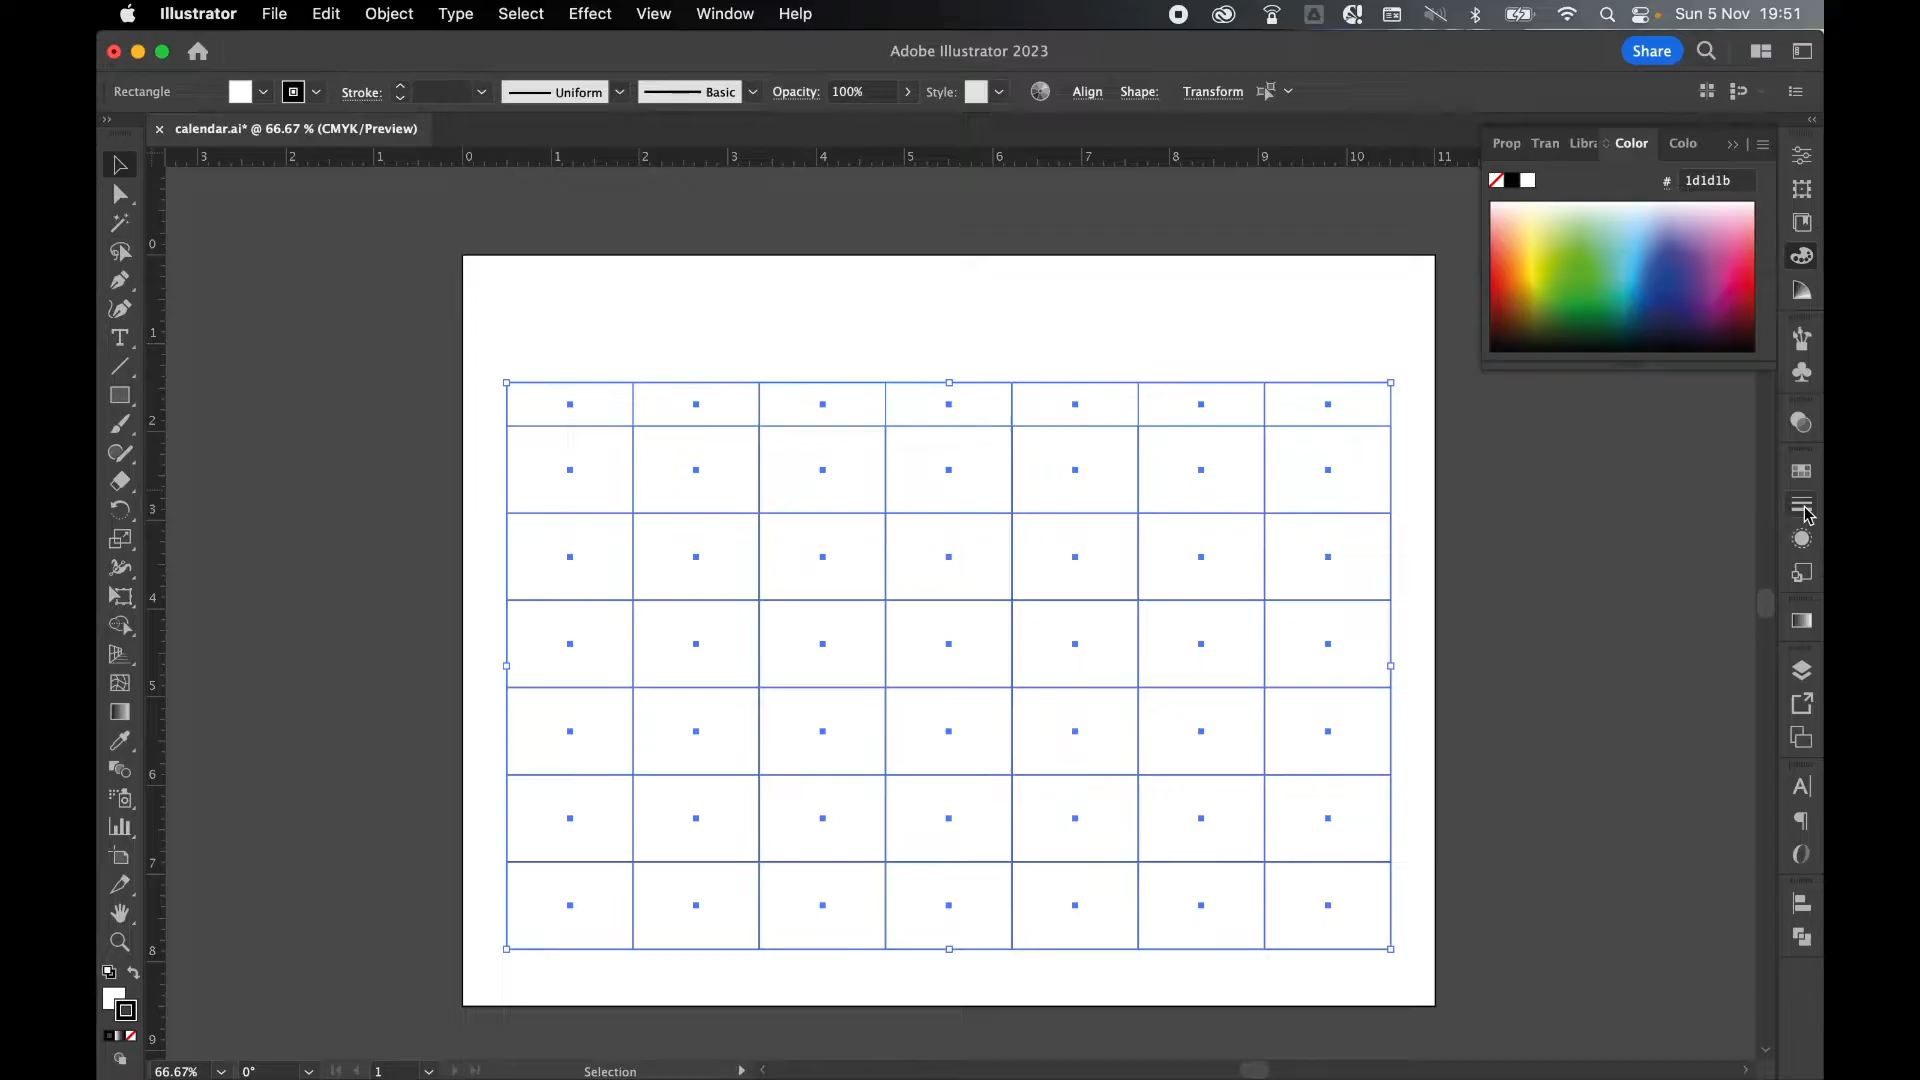 Illustrator File Edit Object Type Select Effect View Window Help Sun 5 Nov 19:51
Adobe Illustrator 2023 Share
Rectangle Stroke: Uniform Basic Opacity: 100% Style: Align Shape: Transform
calendar.ai* @ 66.67 % (CMYK/Preview)
3 2 1 0 1 2 3 4 5 6 7 8 9 10 11
Prop Tran Libra Color Colo
# 1d1d1b
0
1
2
3
4
5
6
7
8
9
66.67% 0° 1 Selection